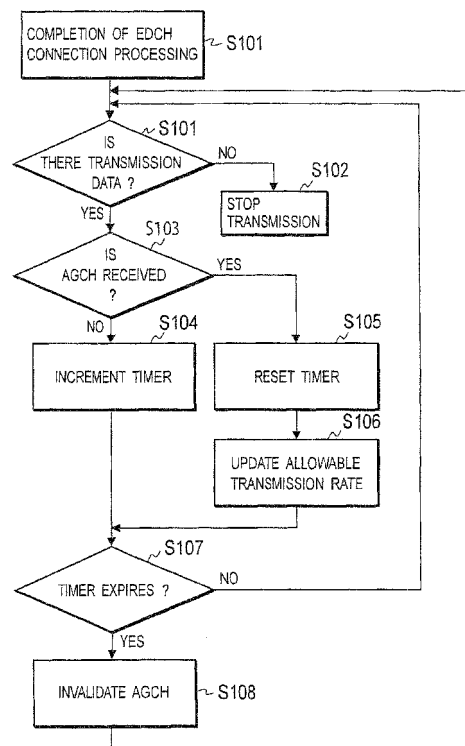 COMPLETION OF EDCH
CONNECTION PROCESSING
S101
S101
IS
THERE TRANSMISSION
DATA ?
NO
S102
STOP
TRANSMISSION
YES
S103
IS
AGCH RECEIVED
?
YES
NO
S104
INCREMENT TIMER
S105
RESET TIMER
S106
UPDATE ALLOWABLE
TRANSMISSION RATE
S107
TIMER EXPIRES ?
NO
YES
INVALIDATE AGCH
S108